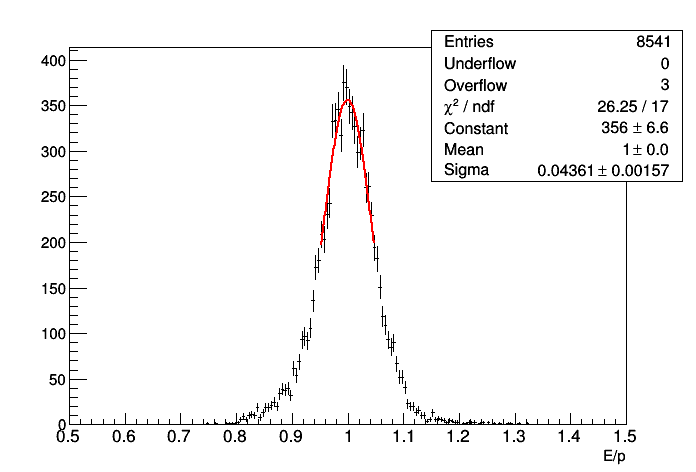 Entries 8541
Underflow 0
Overflow 3
χ² / ndf 26.25 / 17
Constant 356 ± 6.6
Mean 1 ± 0.0
Sigma 0.04361 ± 0.00157
400
350
300
250
200
150
100
50
0
0.5 0.6 0.7 0.8 0.9 1 1.1 1.2 1.3 1.4 1.5
E/p